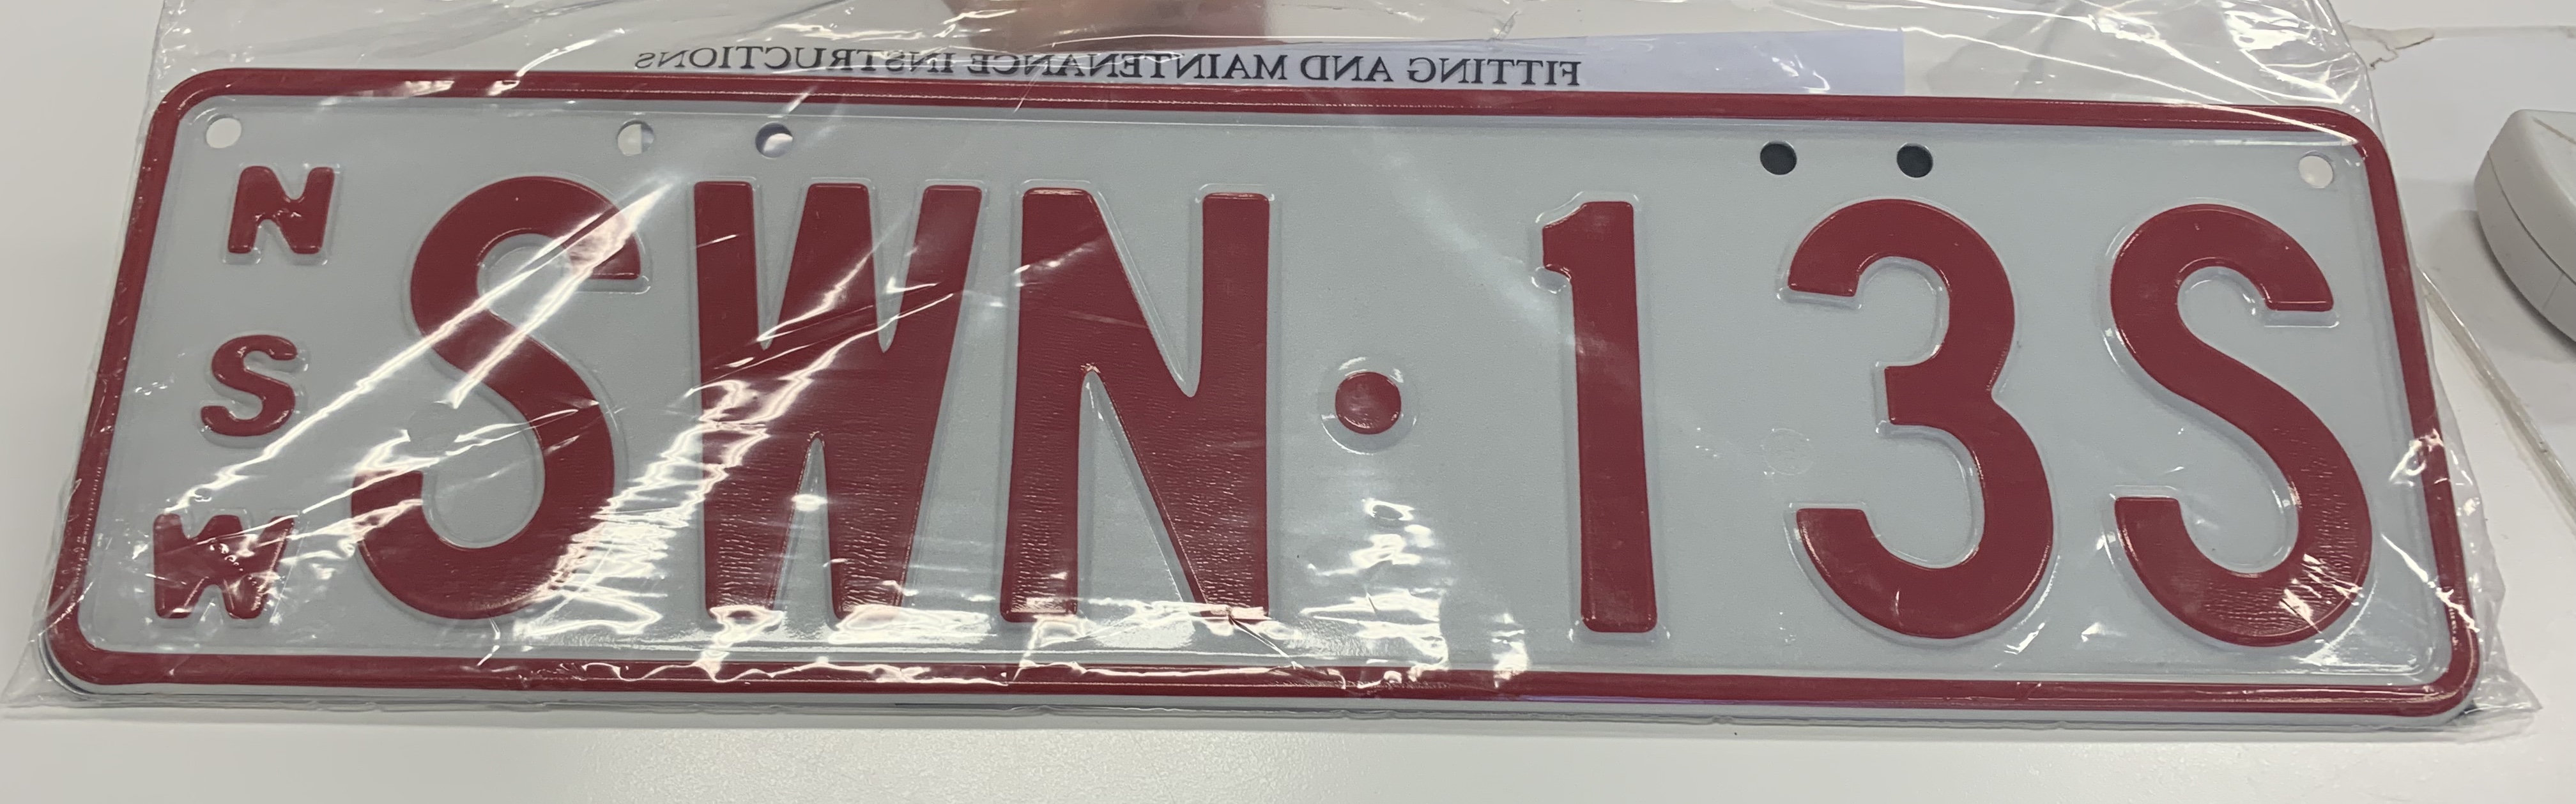 FITTING AND MAINTENANCE INSTRUCTIONS
NSW
SWN·13S